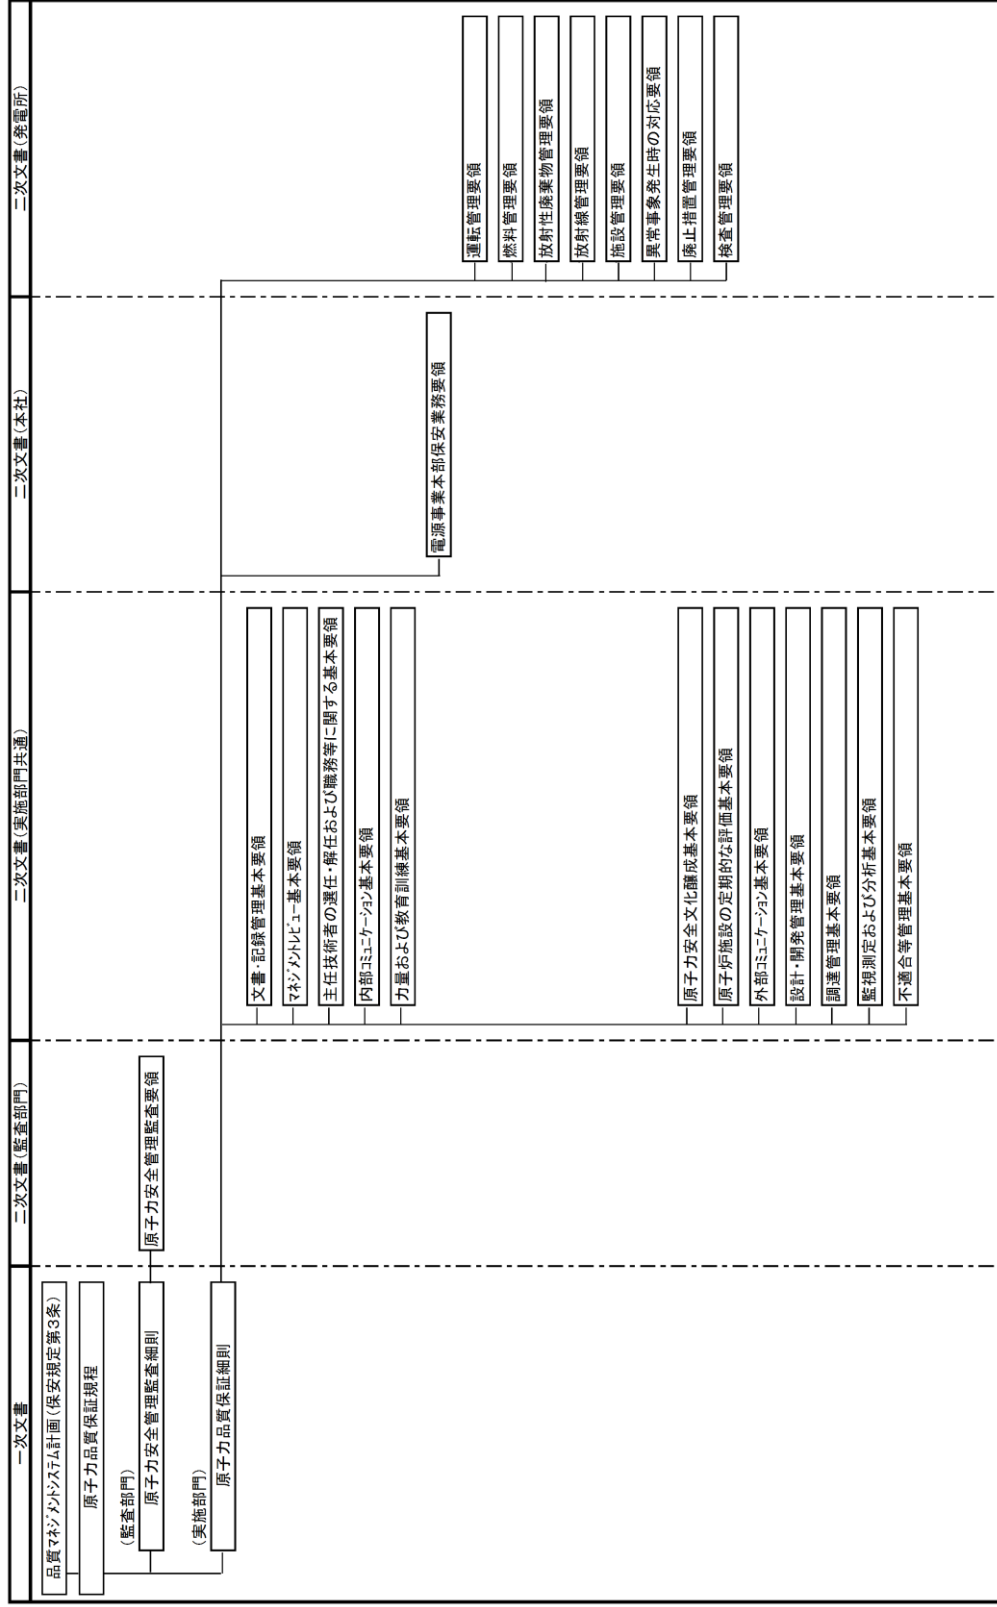 一次文書
二次文書(監査部門)
二次文書(実施部門共通)
二次文書(本社)
二次文書(発電所)
品質マネジメントシステム計画(保安規定第3条)
原子力品質保証規程
(監査部門)
原子力安全管理監査細則
原子力安全管理監査要領
(実施部門)
原子力品質保証細則
文書・記録管理基本要領
マネジメントレビュー基本要領
主任技術者の選任・解任および職務等に関する基本要領
内部コミュニケーション基本要領
力量および教育訓練基本要領
原子力安全文化醸成基本要領
原子炉施設の定期的な評価基本要領
外部コミュニケーション基本要領
設計・開発管理基本要領
調達管理基本要領
監視測定および分析基本要領
不適合等管理基本要領
電源事業本部保安業務要領
運転管理要領
燃料管理要領
放射性廃棄物管理要領
放射線管理要領
施設管理要領
異常事象発生時の対応要領
廃止措置管理要領
検査管理要領